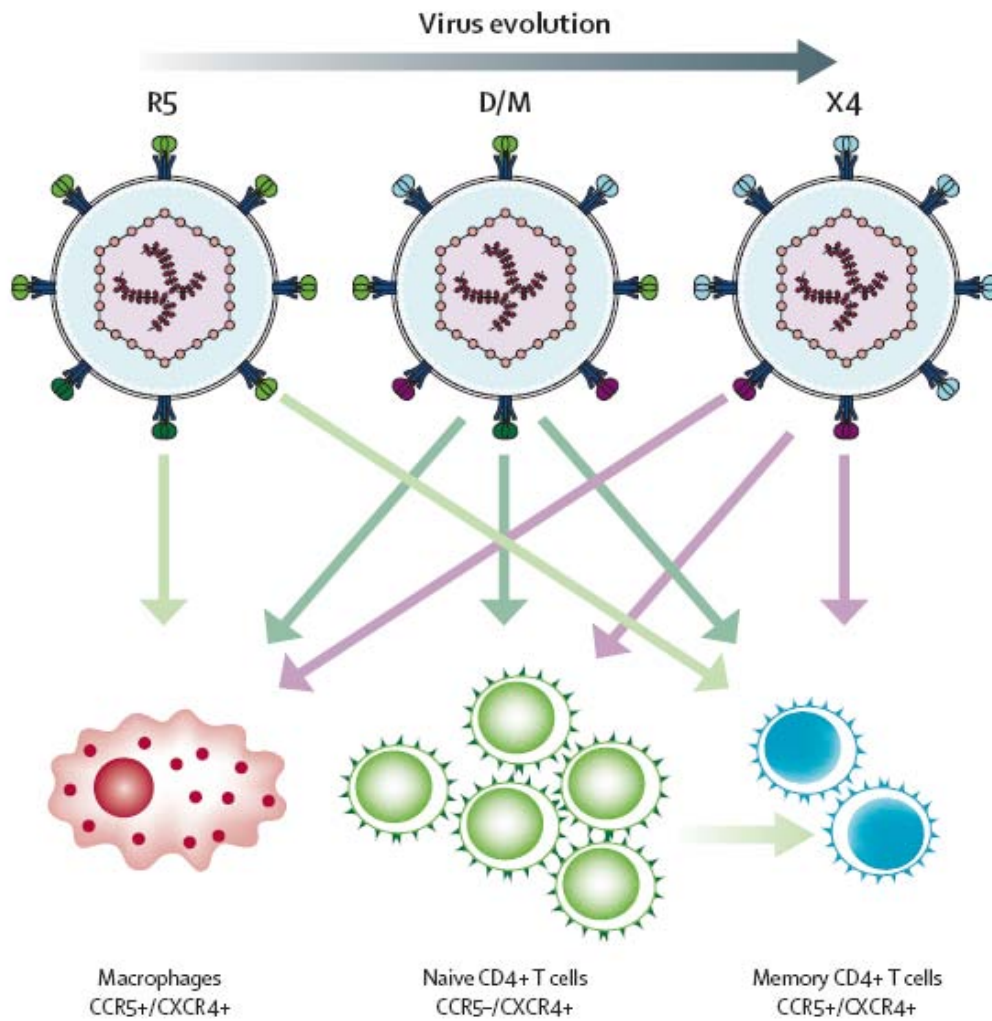 Virus evolution
R5
D/M
X4
Macrophages
CCR5+/CXCR4+
Naive CD4+ T cells
CCR5–/CXCR4+
Memory CD4+ T cells
CCR5+/CXCR4+